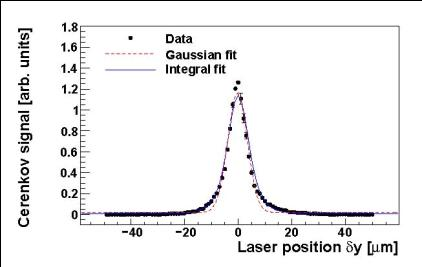 Cerenkov signal [arb. units]
1.8
1.6
1.4
1.2
1
0.8
0.6
0.4
0.2
0
Data
Gaussian fit
Integral fit
−40 −20 0 20 40
Laser position δy [μm]